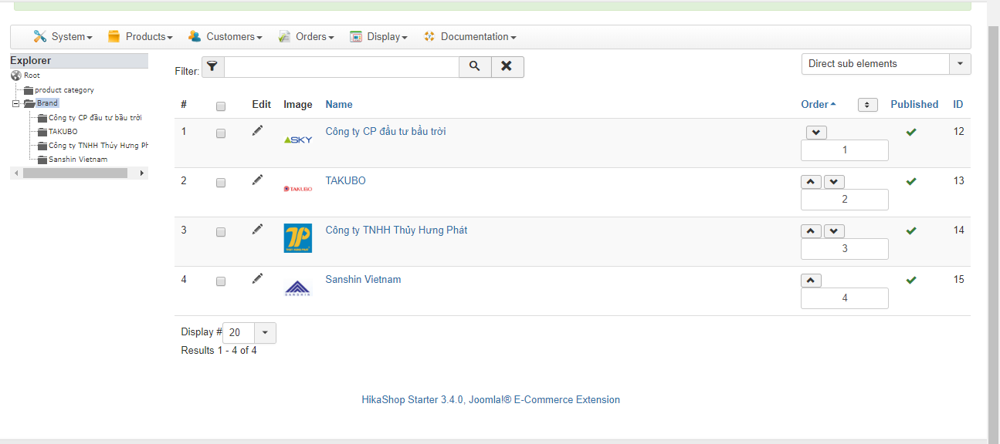 System Products Customers Orders Display Documentation
Explorer
Root
product category
Brand
Công ty CP đầu tư bầu trời
TAKUBO
Công ty TNHH Thủy Hưng Ph
Sanshin Vietnam
Filter:
Direct sub elements
# Edit Image Name Order Published ID
1 ASKY Công ty CP đầu tư bầu trời 1 12
2 TAKUBO TAKUBO 2 13
3 TP Công ty TNHH Thủy Hưng Phát 3 14
4 SANSHIN Sanshin Vietnam 4 15
Display # 20
Results 1 - 4 of 4
HikaShop Starter 3.4.0, Joomla!® E-Commerce Extension